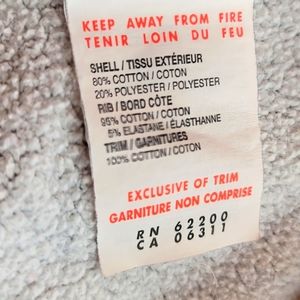 KEEP AWAY FROM FIRE
TENIR LOIN DU FEU
SHELL / TISSU EXTÉRIEUR
80% COTTON / COTON
20% POLYESTER / POLYESTER
RIB / BORD CÔTE
95% COTTON / COTON
5% ELASTANE / ÉLASTHANNE
TRIM / GARNITURES
100% COTTON / COTON
EXCLUSIVE OF TRIM
GARNITURE NON COMPRISE
RN 62200
CA 06311